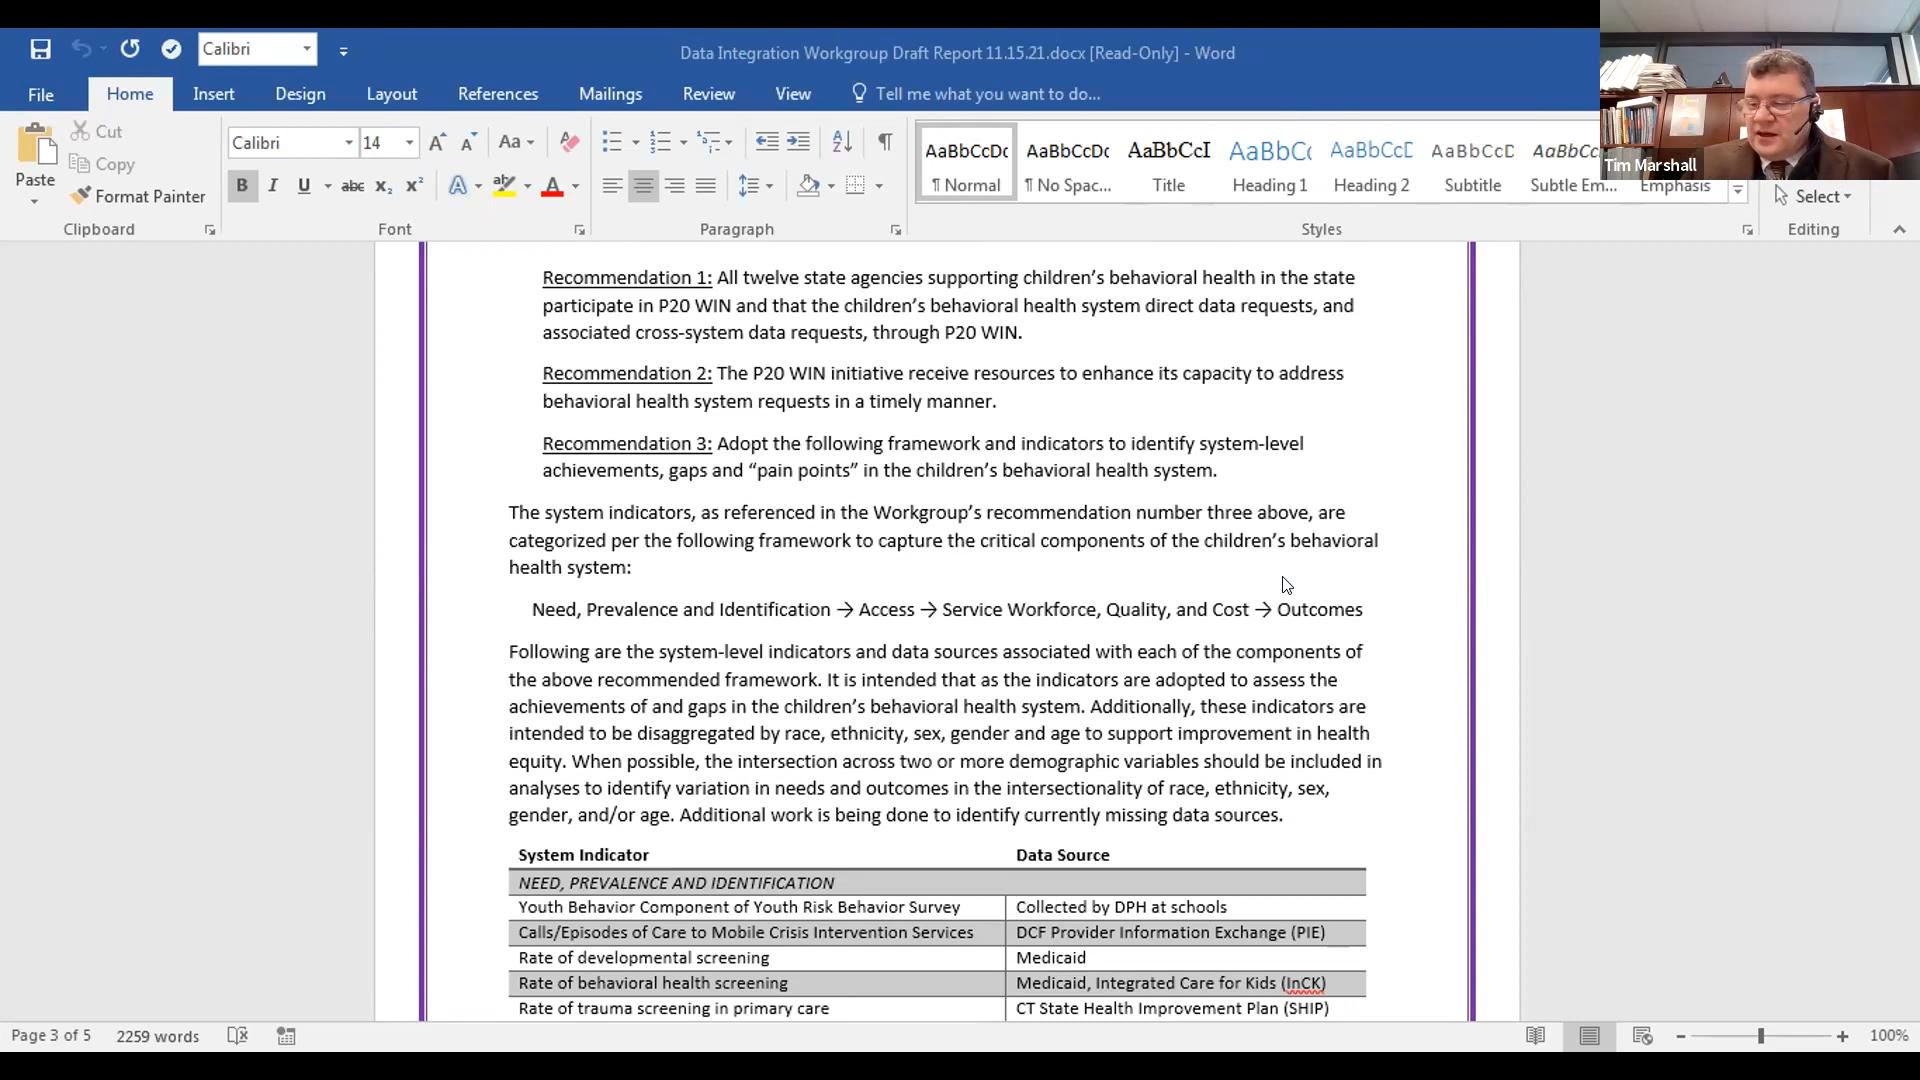 Calibri
Data Integration Workgroup Draft Report 11.15.21.docx [Read-Only] - Word
File Home Insert Design Layout References Mailings Review View Tell me what you want to do...
Tim Marshall
Paste
Cut
Copy
Format Painter
Clipboard
Calibri 14
Aa
B I U abc X₂ X²
Font
Paragraph
AaBbCcDc AaBbCcDc AaBbCcI AaBbCc AaBbCcD AaBbCcD AaBbCc
¶ Normal ¶ No Spac... Title Heading 1 Heading 2 Subtitle Subtle Em... Emphasis
Styles
Select
Editing
Recommendation 1: All twelve state agencies supporting children's behavioral health in the state
participate in P20 WIN and that the children's behavioral health system direct data requests, and
associated cross-system data requests, through P20 WIN.
Recommendation 2: The P20 WIN initiative receive resources to enhance its capacity to address
behavioral health system requests in a timely manner.
Recommendation 3: Adopt the following framework and indicators to identify system-level
achievements, gaps and “pain points” in the children's behavioral health system.
The system indicators, as referenced in the Workgroup's recommendation number three above, are
categorized per the following framework to capture the critical components of the children's behavioral
health system:
Need, Prevalence and Identification → Access → Service Workforce, Quality, and Cost → Outcomes
Following are the system-level indicators and data sources associated with each of the components of
the above recommended framework. It is intended that as the indicators are adopted to assess the
achievements of and gaps in the children's behavioral health system. Additionally, these indicators are
intended to be disaggregated by race, ethnicity, sex, gender and age to support improvement in health
equity. When possible, the intersection across two or more demographic variables should be included in
analyses to identify variation in needs and outcomes in the intersectionality of race, ethnicity, sex,
gender, and/or age. Additional work is being done to identify currently missing data sources.
System Indicator Data Source
NEED, PREVALENCE AND IDENTIFICATION
Youth Behavior Component of Youth Risk Behavior Survey Collected by DPH at schools
Calls/Episodes of Care to Mobile Crisis Intervention Services DCF Provider Information Exchange (PIE)
Rate of developmental screening Medicaid
Rate of behavioral health screening Medicaid, Integrated Care for Kids (InCK)
Rate of trauma screening in primary care CT State Health Improvement Plan (SHIP)
Page 3 of 5 2259 words 100%